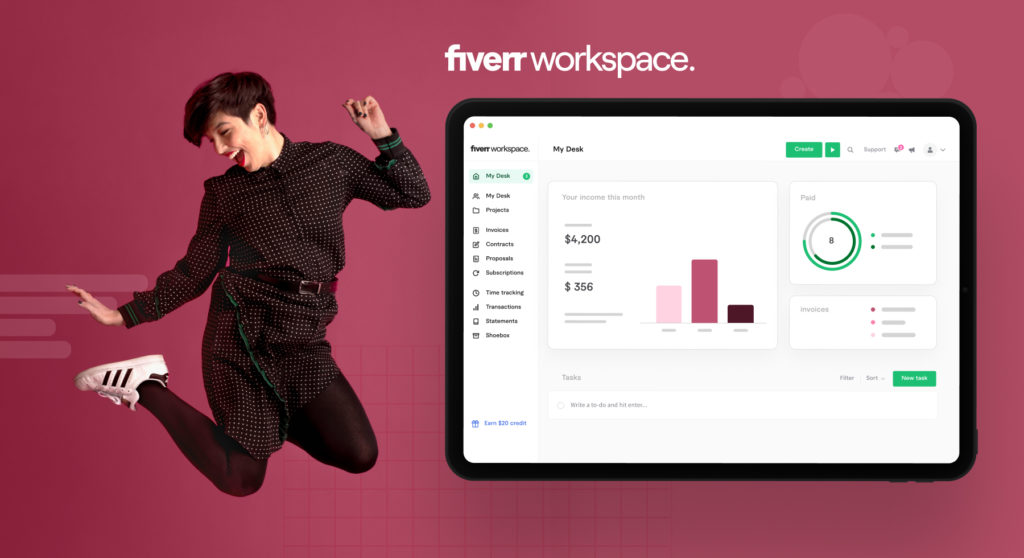 fiverr workspace.
fiverr workspace.
My Desk
Create
Support
My Desk
My Desk
Projects
Invoices
Contracts
Proposals
Subscriptions
Time tracking
Transactions
Statements
Shoebox
Earn $20 credit
Your income this month
$4,200
$ 356
Paid
8
Invoices
Tasks
Filter
Sort
New task
Write a to-do and hit enter...